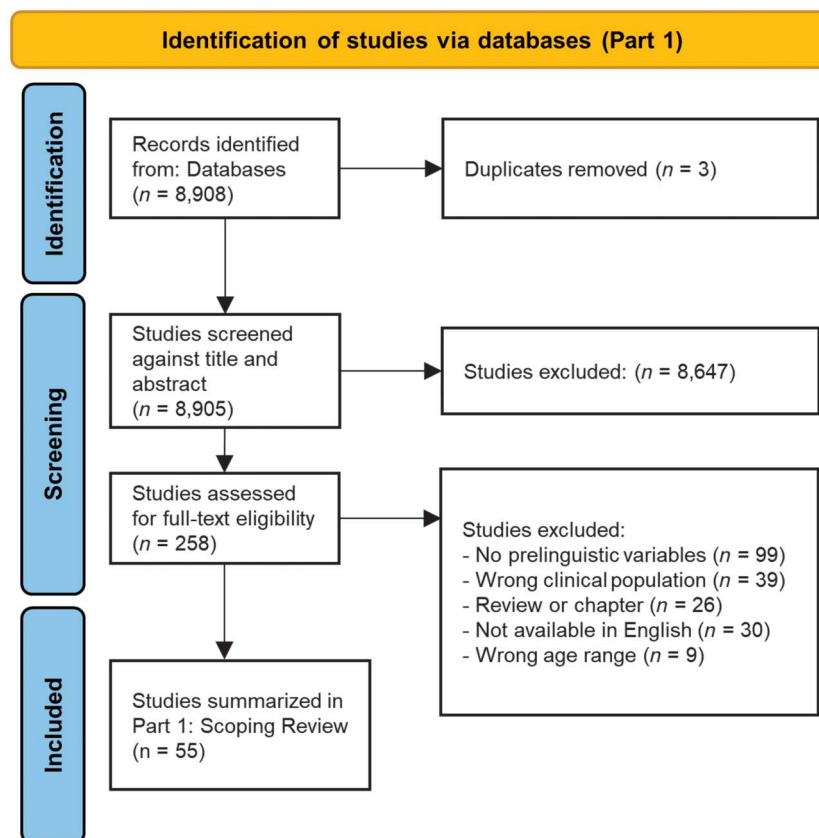 Identification of studies via databases (Part 1)
Identification
Records identified
from: Databases
(n = 8,908)
Duplicates removed (n = 3)
Screening
Studies screened
against title and
abstract
(n = 8,905)
Studies excluded: (n = 8,647)
Studies assessed
for full-text eligibility
(n = 258)
Studies excluded:
- No prelinguistic variables (n = 99)
- Wrong clinical population (n = 39)
- Review or chapter (n = 26)
- Not available in English (n = 30)
- Wrong age range (n = 9)
Included
Studies summarized in
Part 1: Scoping Review
(n = 55)